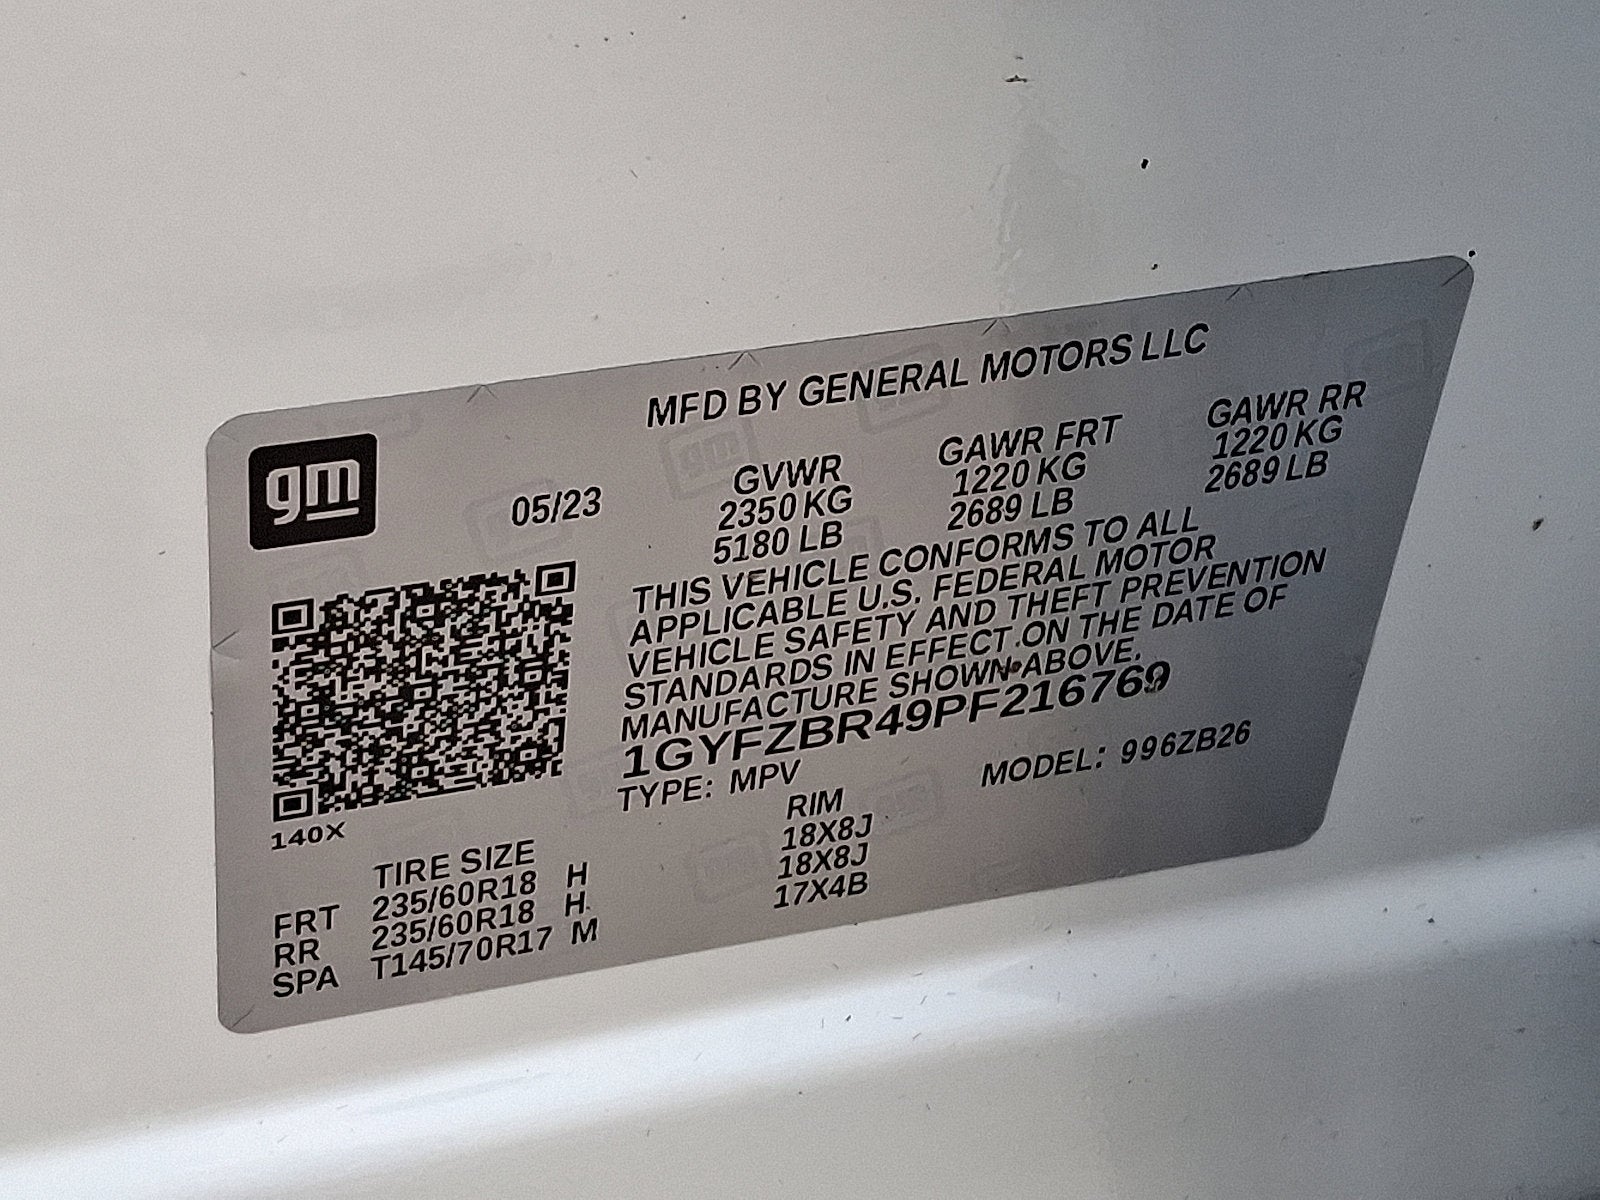 MFD BY GENERAL MOTORS LLC
gm
05/23
GVWR GAWR FRT GAWR RR
2350 KG 1220 KG 1220 KG
5180 LB 2689 LB 2689 LB
THIS VEHICLE CONFORMS TO ALL
APPLICABLE U.S. FEDERAL MOTOR
VEHICLE SAFETY AND THEFT PREVENTION
STANDARDS IN EFFECT ON THE DATE OF
MANUFACTURE SHOWN ABOVE.
1GYFZBR49PF216769
TYPE: MPV MODEL: 996ZB26
140X
TIRE SIZE RIM
FRT 235/60R18 H 18X8J
RR 235/60R18 H 18X8J
SPA T145/70R17 M 17X4B